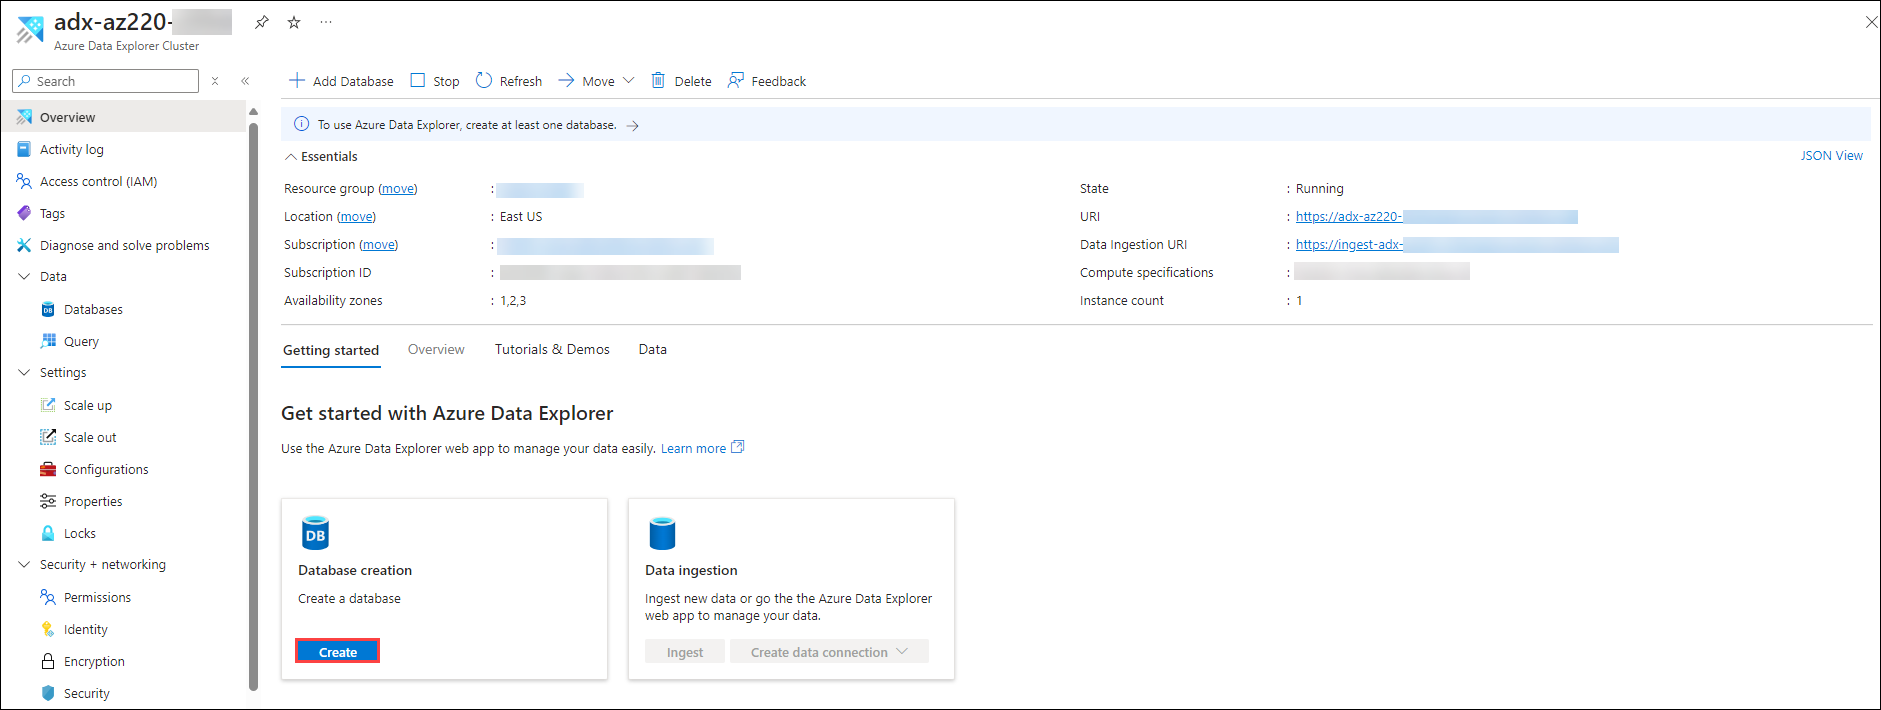 adx-az220-
Azure Data Explorer Cluster
Search
Overview
Activity log
Access control (IAM)
Tags
Diagnose and solve problems
Data
Databases
Query
Settings
Scale up
Scale out
Configurations
Properties
Locks
Security + networking
Permissions
Identity
Encryption
Security
Add Database Stop Refresh Move Delete Feedback
To use Azure Data Explorer, create at least one database.
Essentials
JSON View
Resource group (move) :
Location (move) : East US
Subscription (move) :
Subscription ID :
Availability zones : 1,2,3
State : Running
URI : https://adx-az220-
Data Ingestion URI : https://ingest-adx-
Compute specifications :
Instance count : 1
Getting started Overview Tutorials & Demos Data
Get started with Azure Data Explorer
Use the Azure Data Explorer web app to manage your data easily. Learn more
DB
Database creation
Create a database
Create
Data ingestion
Ingest new data or go the the Azure Data Explorer
web app to manage your data.
Ingest Create data connection